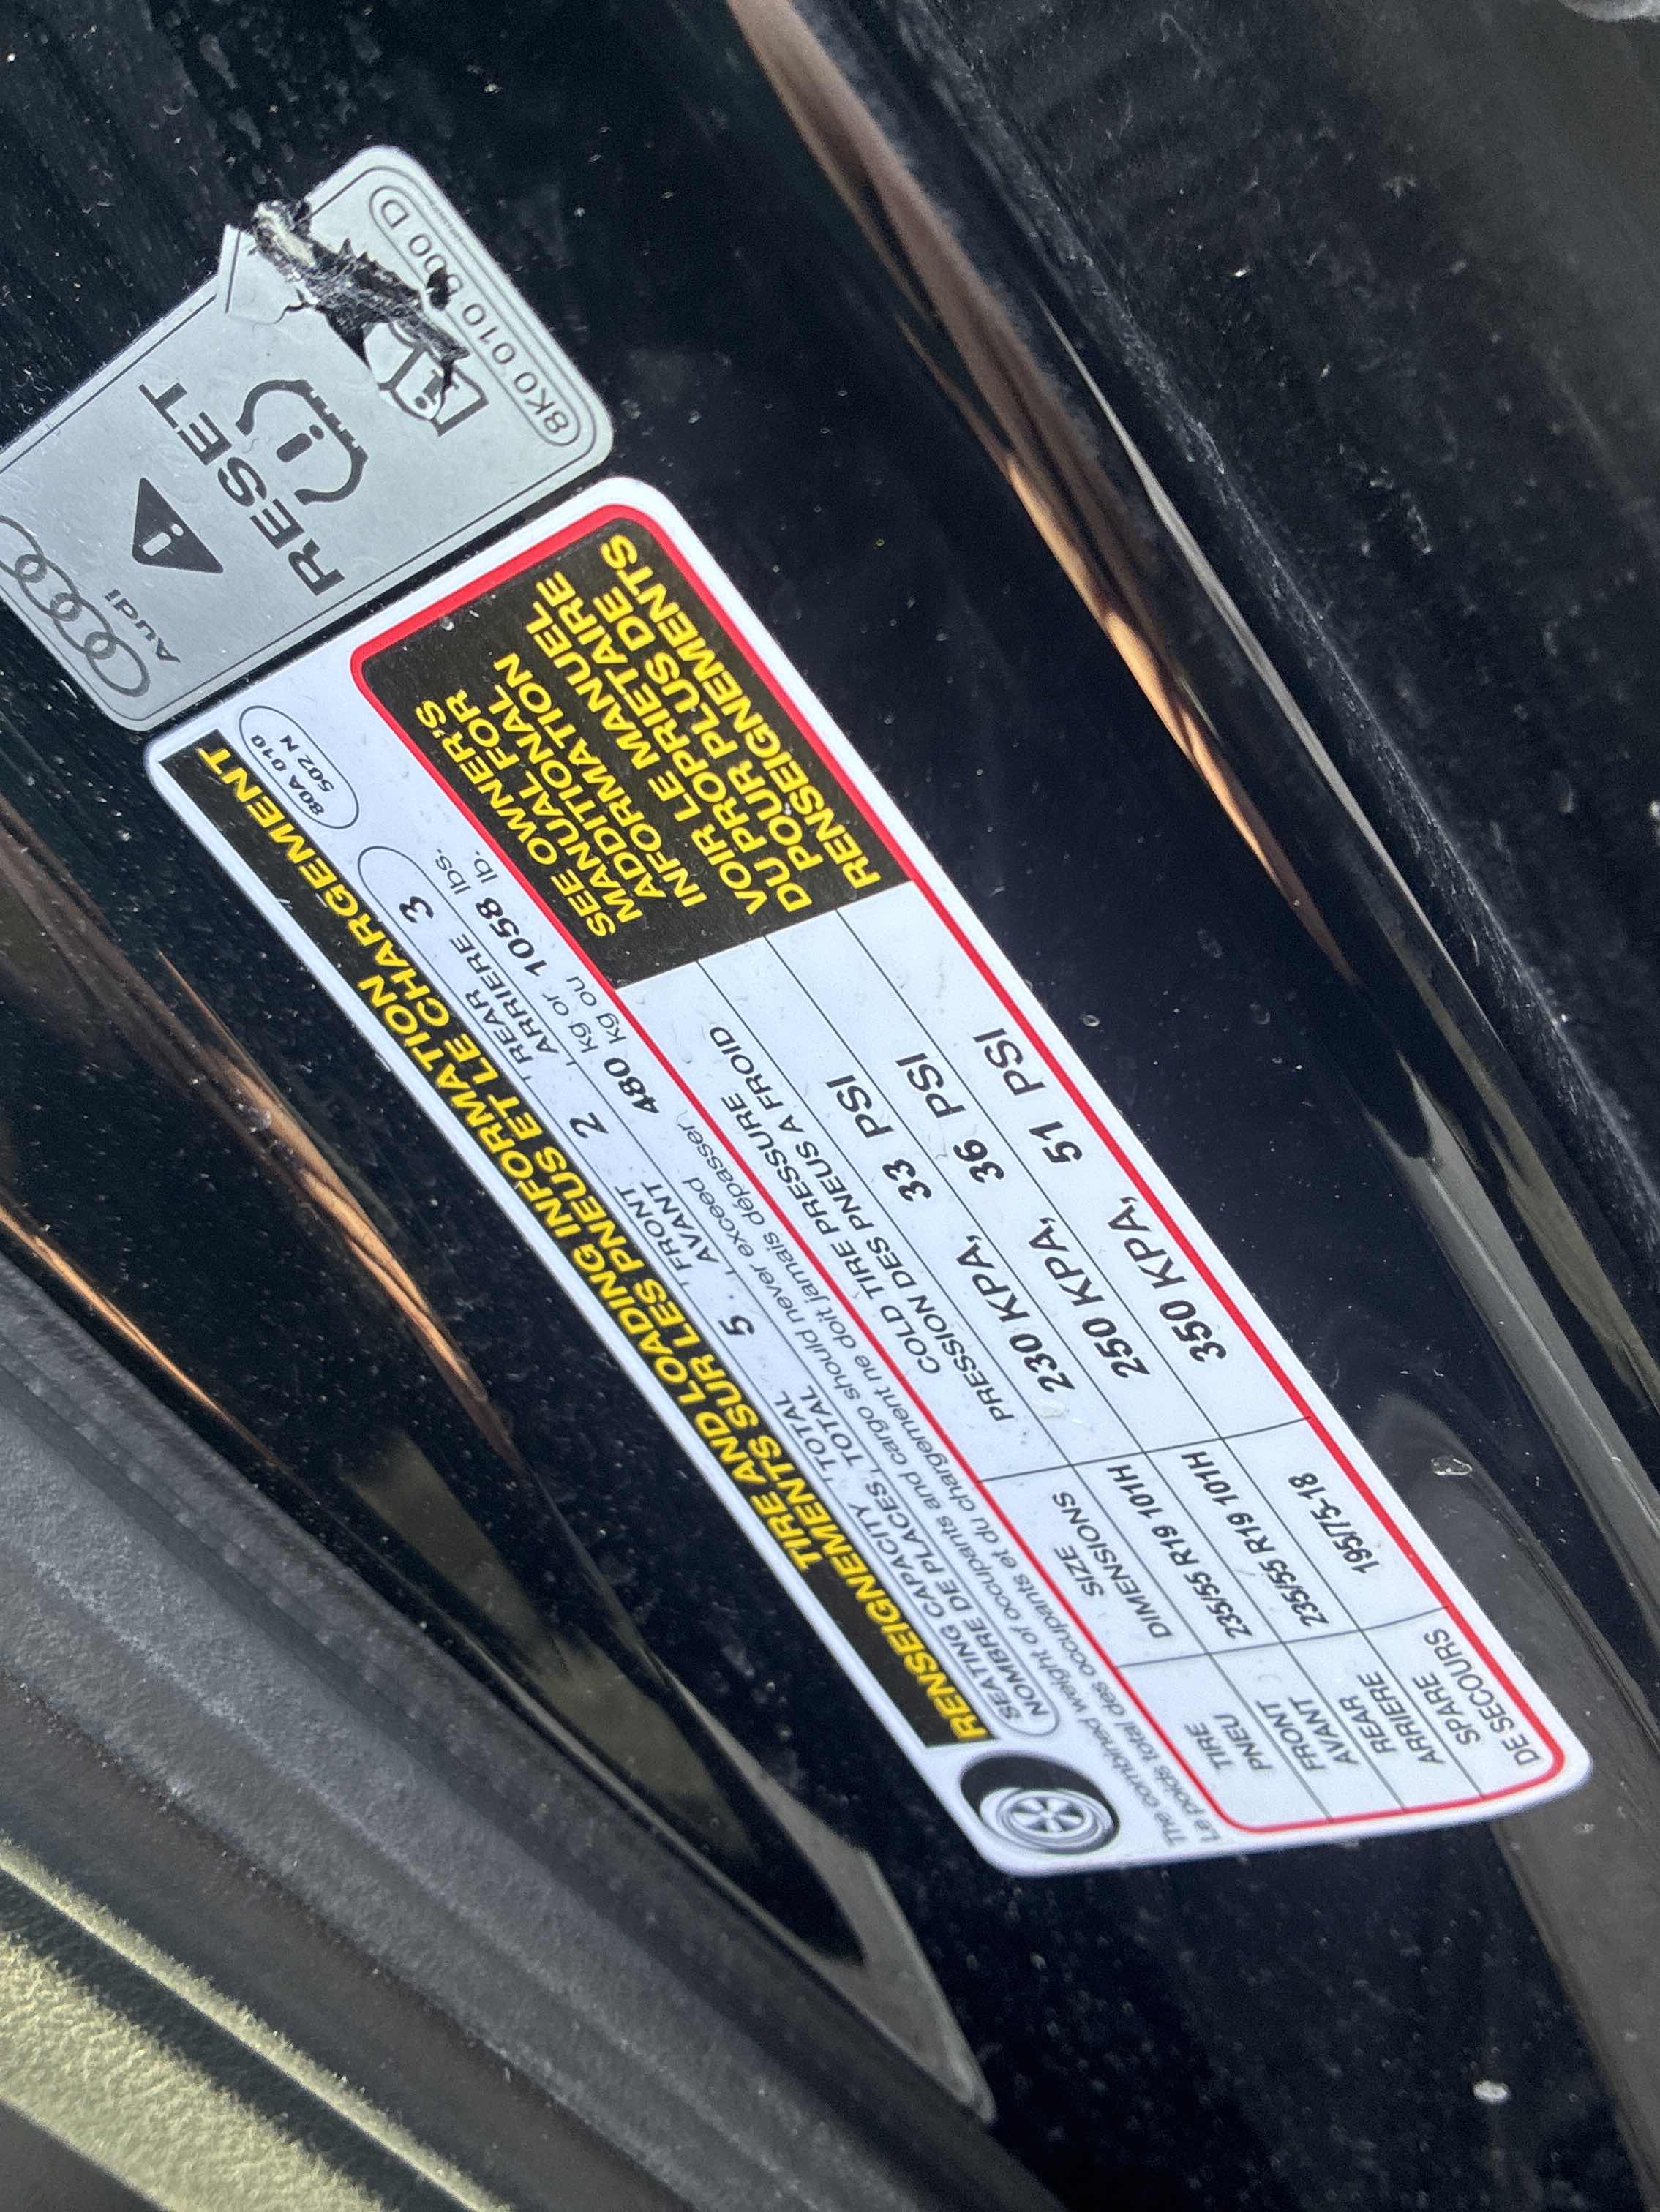 Audi
RESET
8K0 010 500 D
TIRE AND LOADING INFORMATION
RENSEIGNEMENTS SUR LES PNEUS ET LE CHARGEMENT
80A 010
502 N
SEATING CAPACITY TOTAL 5 FRONT 2 REAR 3
NOMBRE DE PLACES TOTAL AVANT ARRIERE
The combined weight of occupants and cargo should never exceed 480 kg or 1058 lbs.
Le poids total des occupants et du chargement ne doit jamais dépasser kg ou lb.
TIRE SIZE COLD TIRE PRESSURE
PNEU DIMENSIONS PRESSION DES PNEUS A FROID
FRONT
AVANT 235/55 R19 101H 230 KPA, 33 PSI
REAR
ARRIERE 235/55 R19 101H 250 KPA, 36 PSI
SPARE
DE SECOURS 195/75-18 350 KPA, 51 PSI
SEE OWNER'S
MANUAL FOR
ADDITIONAL
INFORMATION
VOIR LE MANUEL
DU PROPRIETAIRE
POUR PLUS DE
RENSEIGNEMENTS